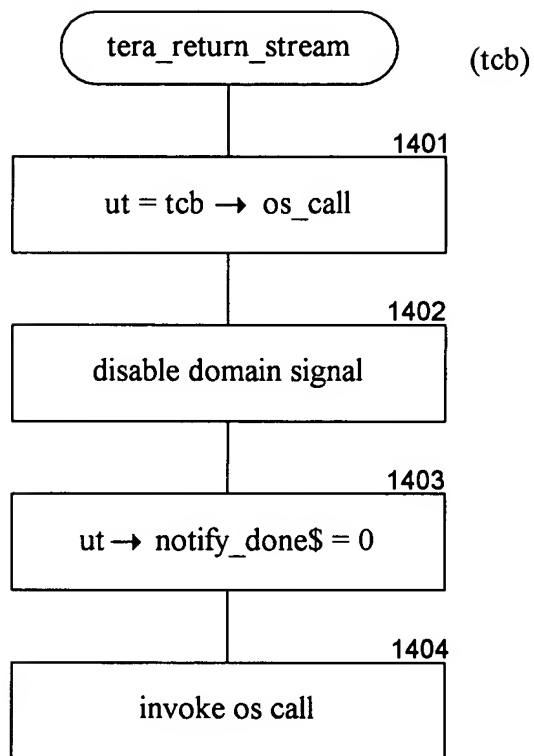 tera_return_stream
(tcb)
1401
ut = tcb → os_call
1402
disable domain signal
1403
ut → notify_done$ = 0
1404
invoke os call